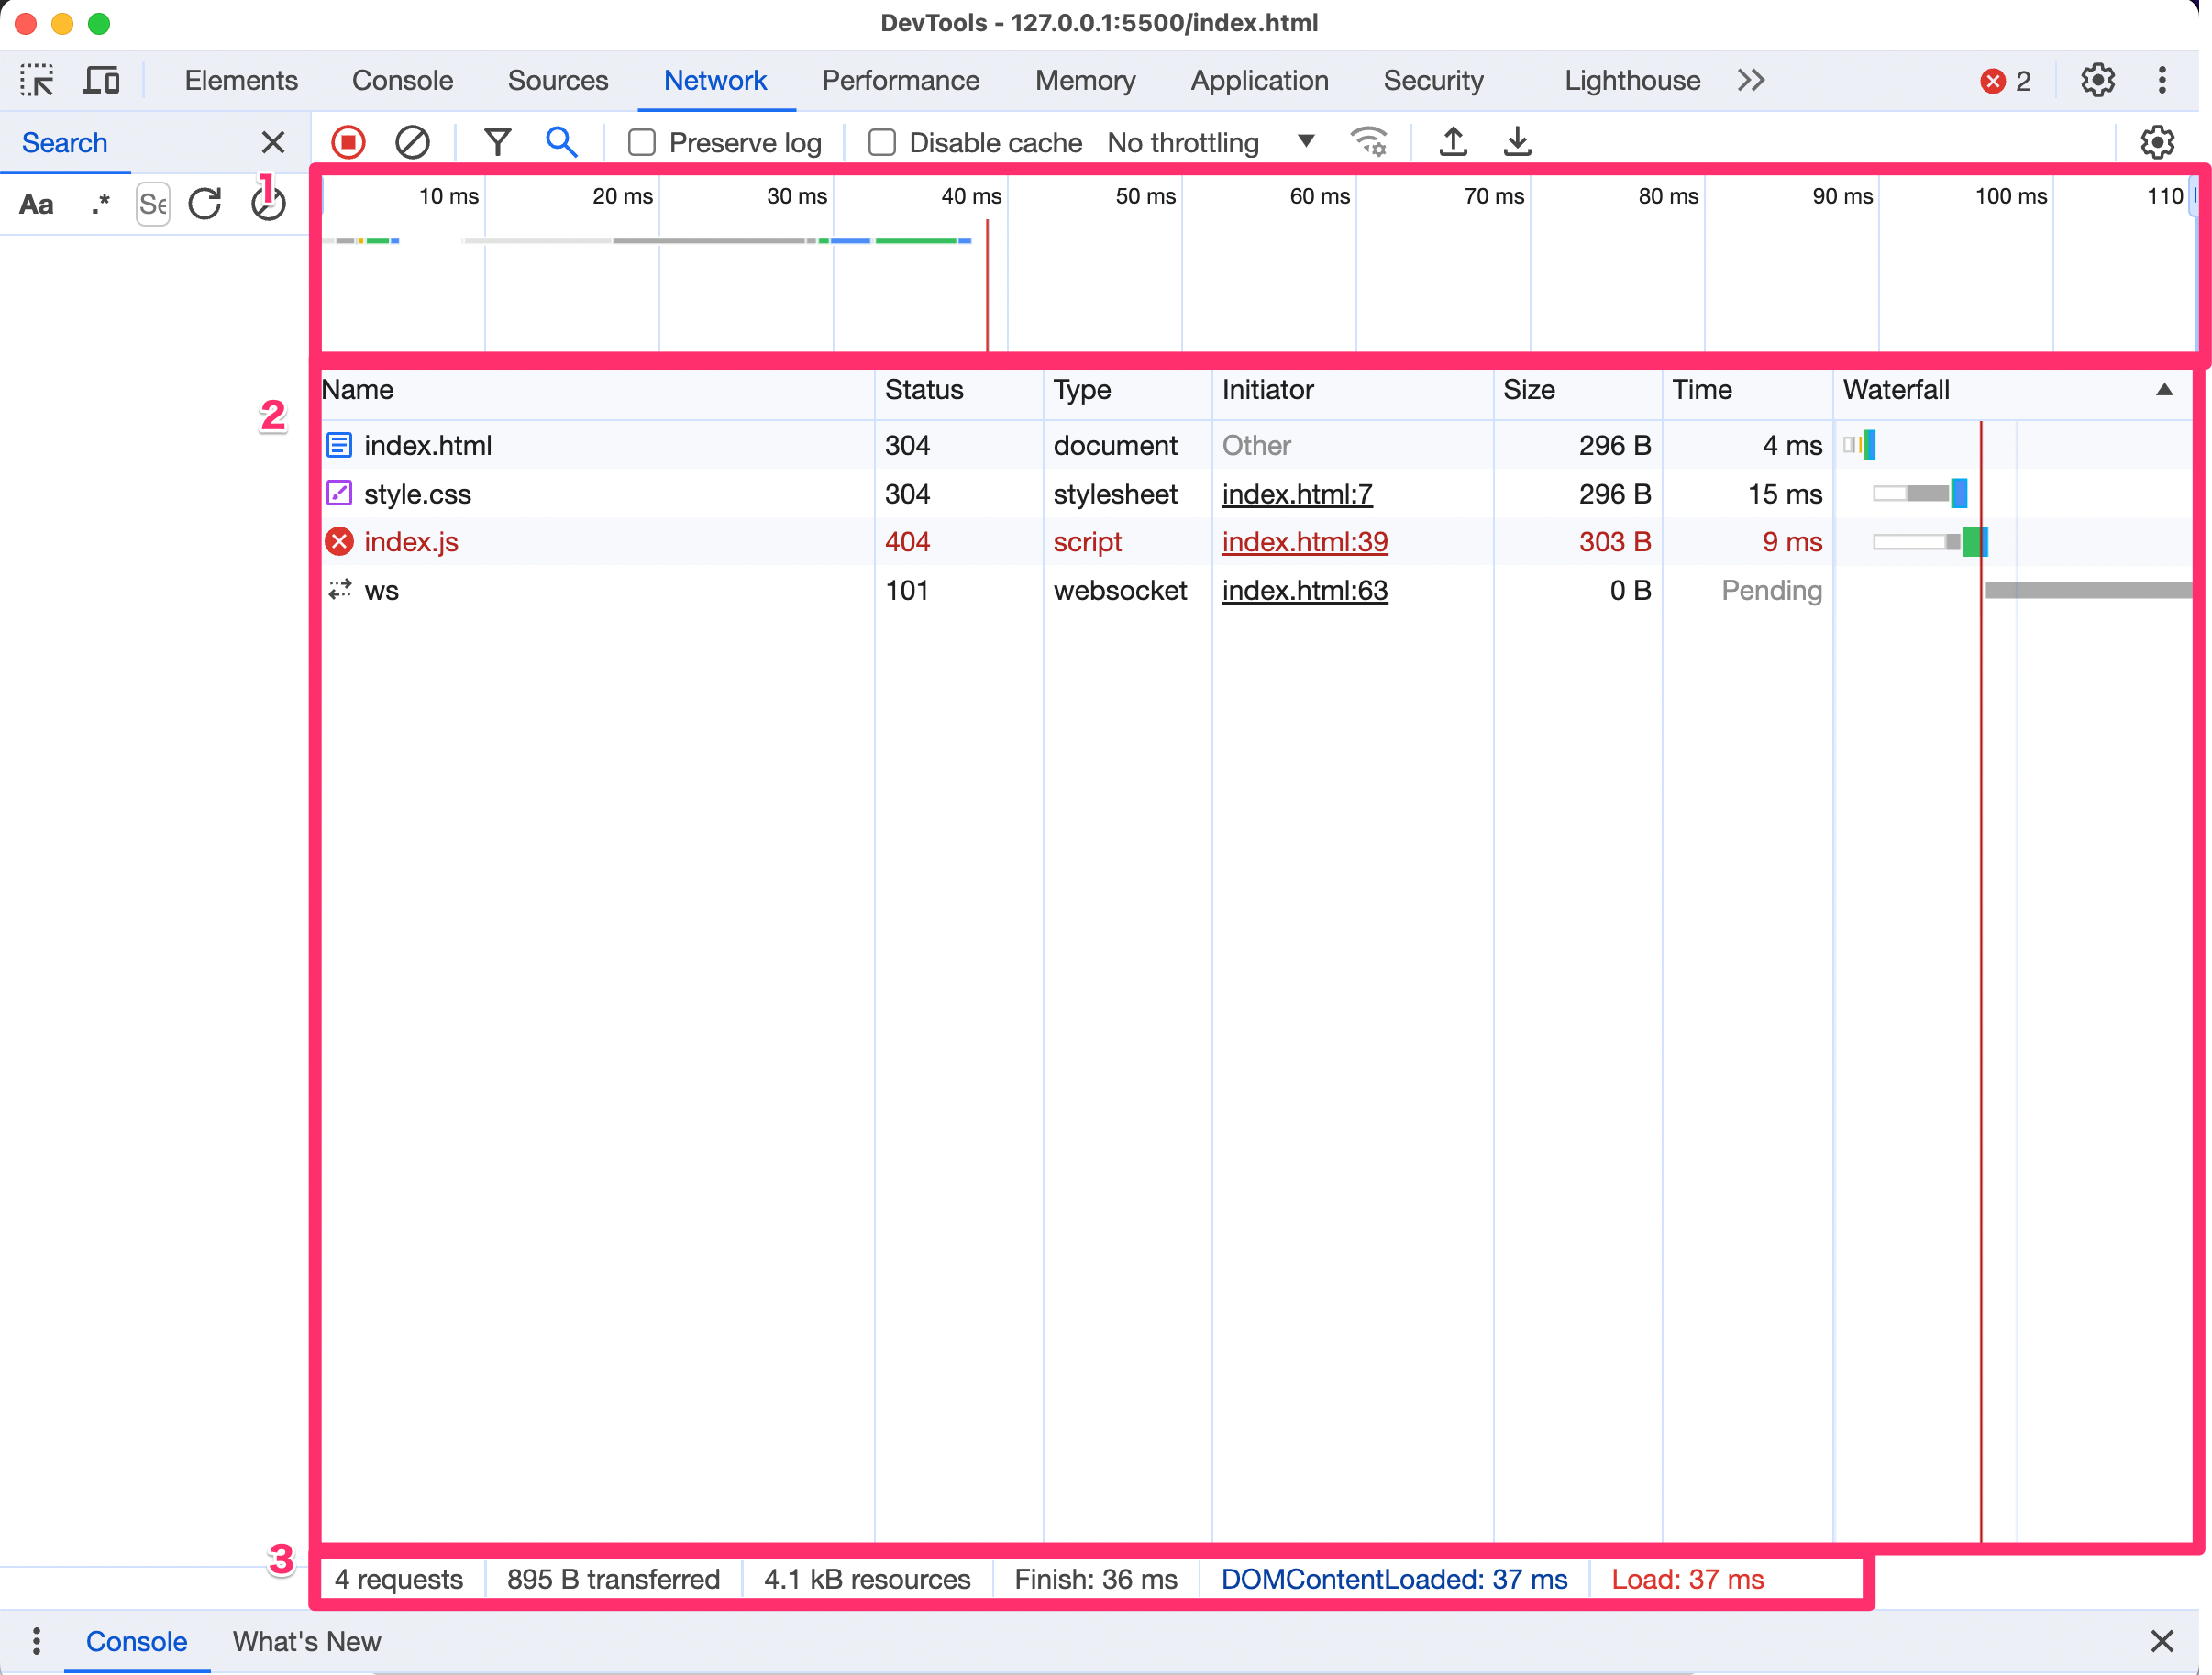 DevTools - 127.0.0.1:5500/index.html
Elements Console Sources Network Performance Memory Application Security Lighthouse 2
Search Preserve log Disable cache No throttling
1
Aa .* Se
10 ms 20 ms 30 ms 40 ms 50 ms 60 ms 70 ms 80 ms 90 ms 100 ms 110
2
Name Status Type Initiator Size Time Waterfall
index.html 304 document Other 296 B 4 ms
style.css 304 stylesheet index.html:7 296 B 15 ms
index.js 404 script index.html:39 303 B 9 ms
ws 101 websocket index.html:63 0 B Pending
3
4 requests 895 B transferred 4.1 kB resources Finish: 36 ms DOMContentLoaded: 37 ms Load: 37 ms
Console What's New